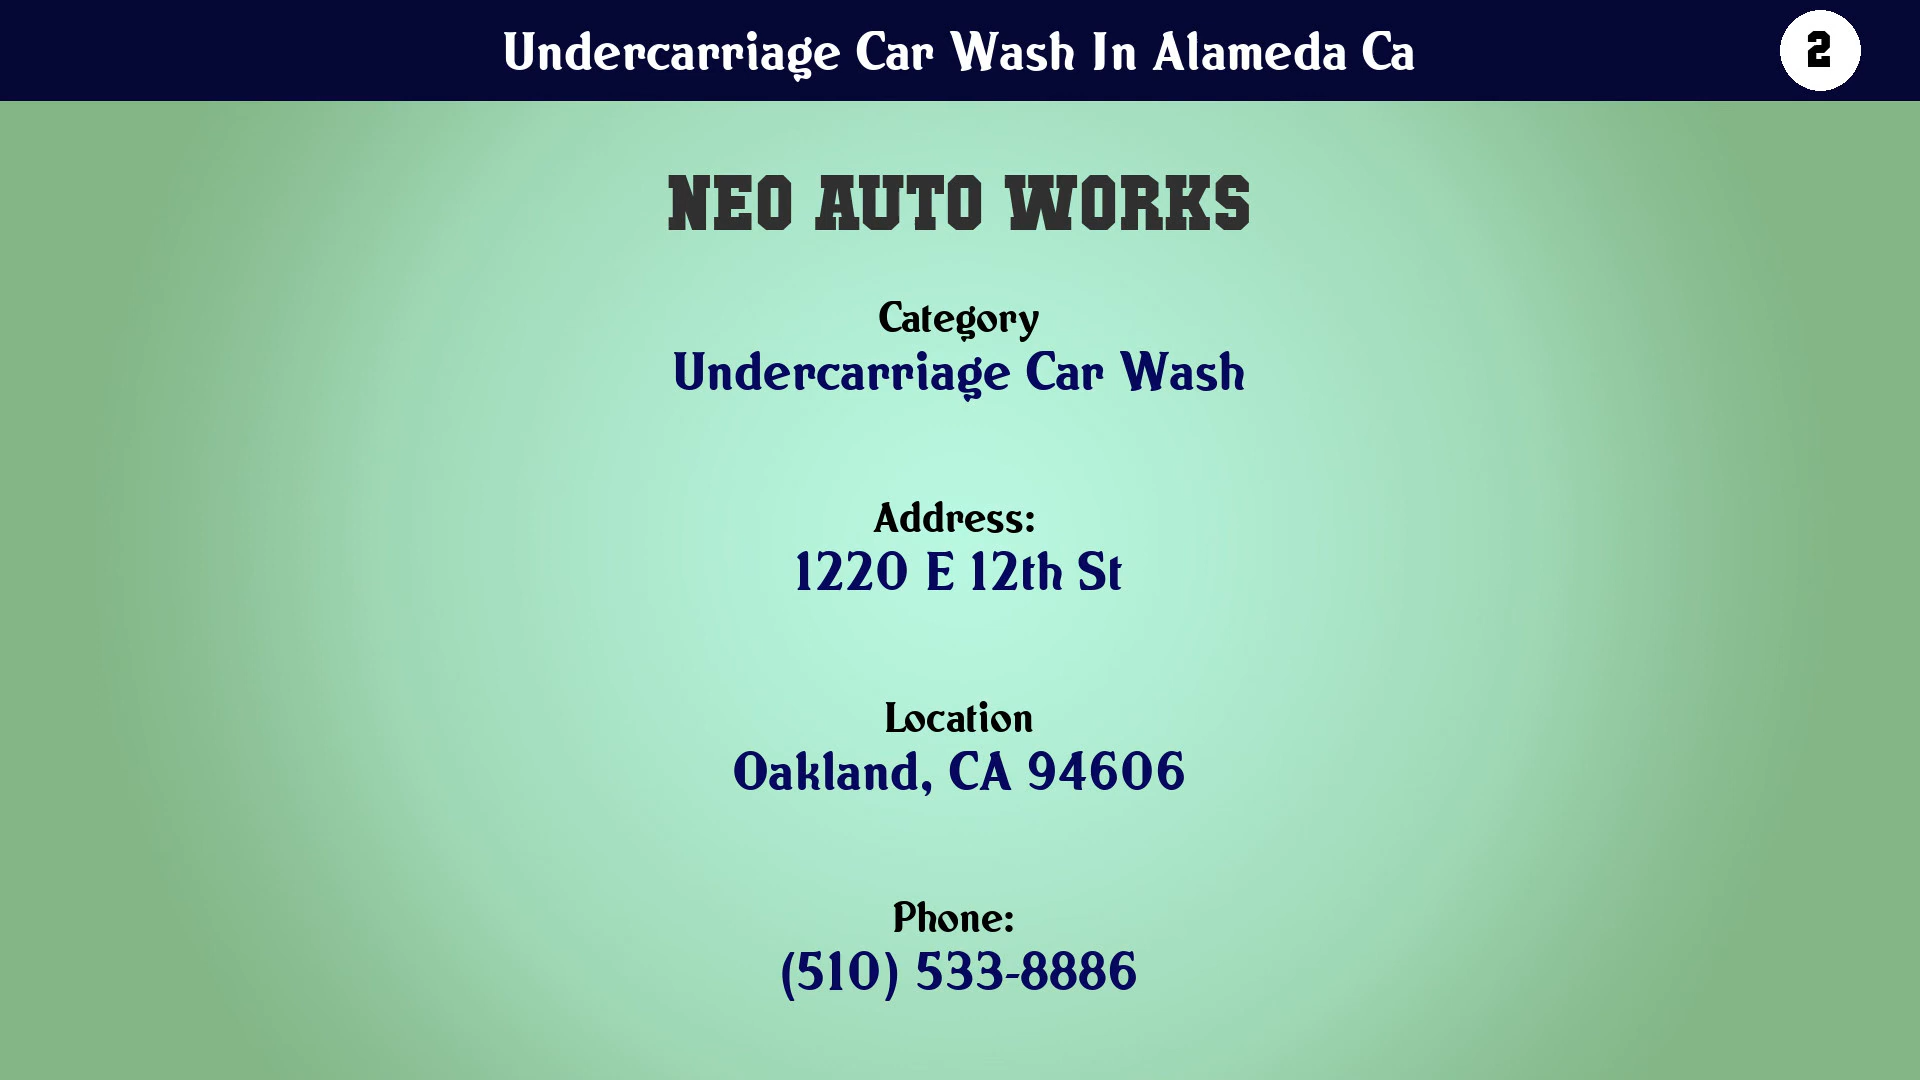 Undercarriage Car Wash In Alameda Ca
2
NEO AUTO WORKS
Category
Undercarriage Car Wash
Address:
1220 E 12th St
Location
Oakland, CA 94606
Phone:
(510) 533-8886